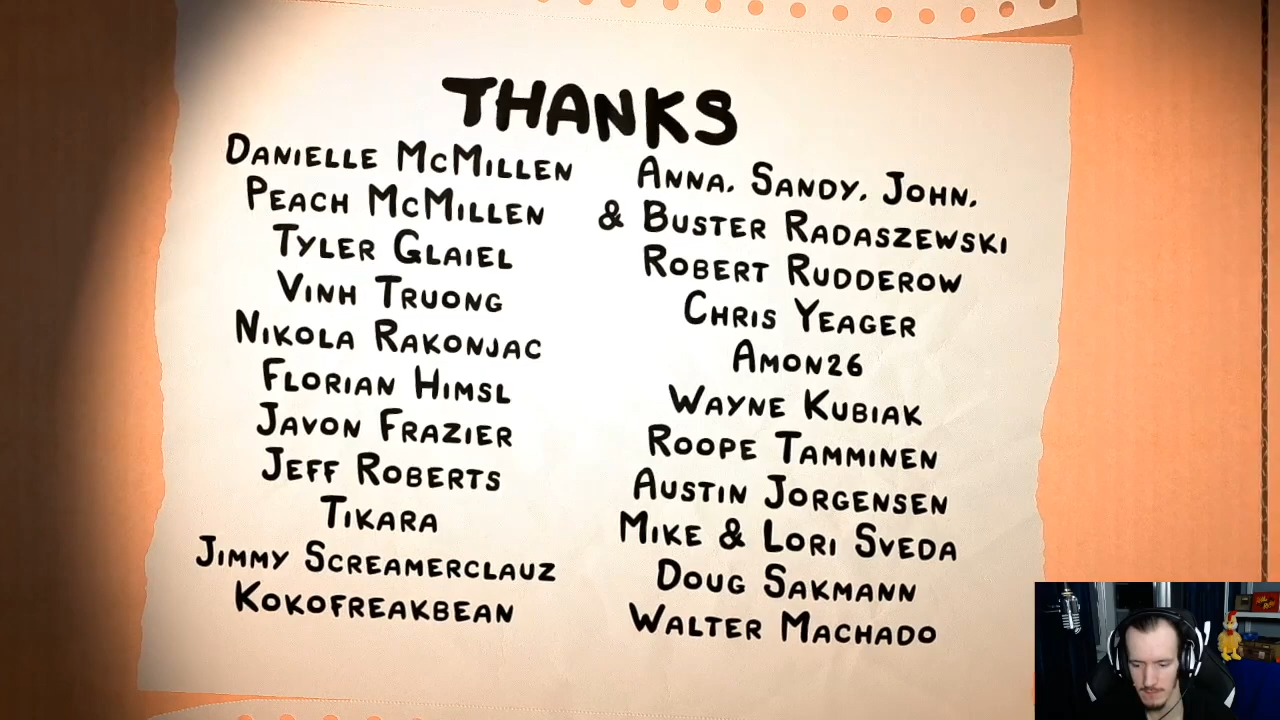 THANKS
DANIELLE MCMILLEN
PEACH MCMILLEN
TYLER GLAIEL
VINH TRUONG
NIKOLA RAKONJAC
FLORIAN HIMSL
JAVON FRAZIER
JEFF ROBERTS
TIKARA
JIMMY SCREAMERCLAUZ
KOKOFREAKBEAN
ANNA, SANDY, JOHN,
& BUSTER RADASZEWSKI
ROBERT RUDDEROW
CHRIS YEAGER
AMON26
WAYNE KUBIAK
ROOPE TAMMINEN
AUSTIN JORGENSEN
MIKE & LORI SVEDA
DOUG SAKMANN
WALTER MACHADO